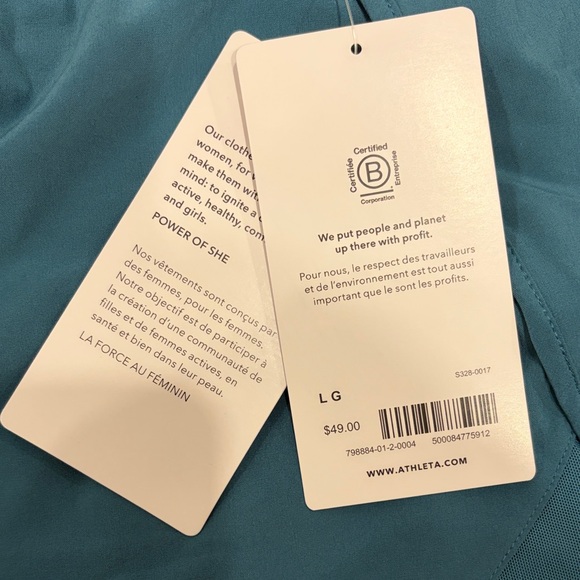 Our clothe
women, for
make them wi
mind: to ignite a
active, healthy, con
and girls.
POWER OF SHE
Nos vêtements sont conçus par
des femmes, pour les femmes.
Notre objectif est de participer à
la création d'une communauté de
filles et de femmes actives, en
santé et bien dans leur peau.
LA FORCE AU FÉMININ
Certified
Certifiée
B
Entreprise
Corporation
We put people and planet
up there with profit.
Pour nous, le respect des travailleurs
et de l'environnement est tout aussi
important que le sont les profits.
S328-0017
LG
$49.00
798884-01-2-0004 500084775912
WWW.ATHLETA.COM